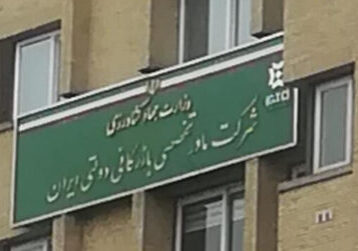 وزارت جهاد کشاورزی
شرکت مادر تخصصی بازرگانی دولتی ایران
G.T.C